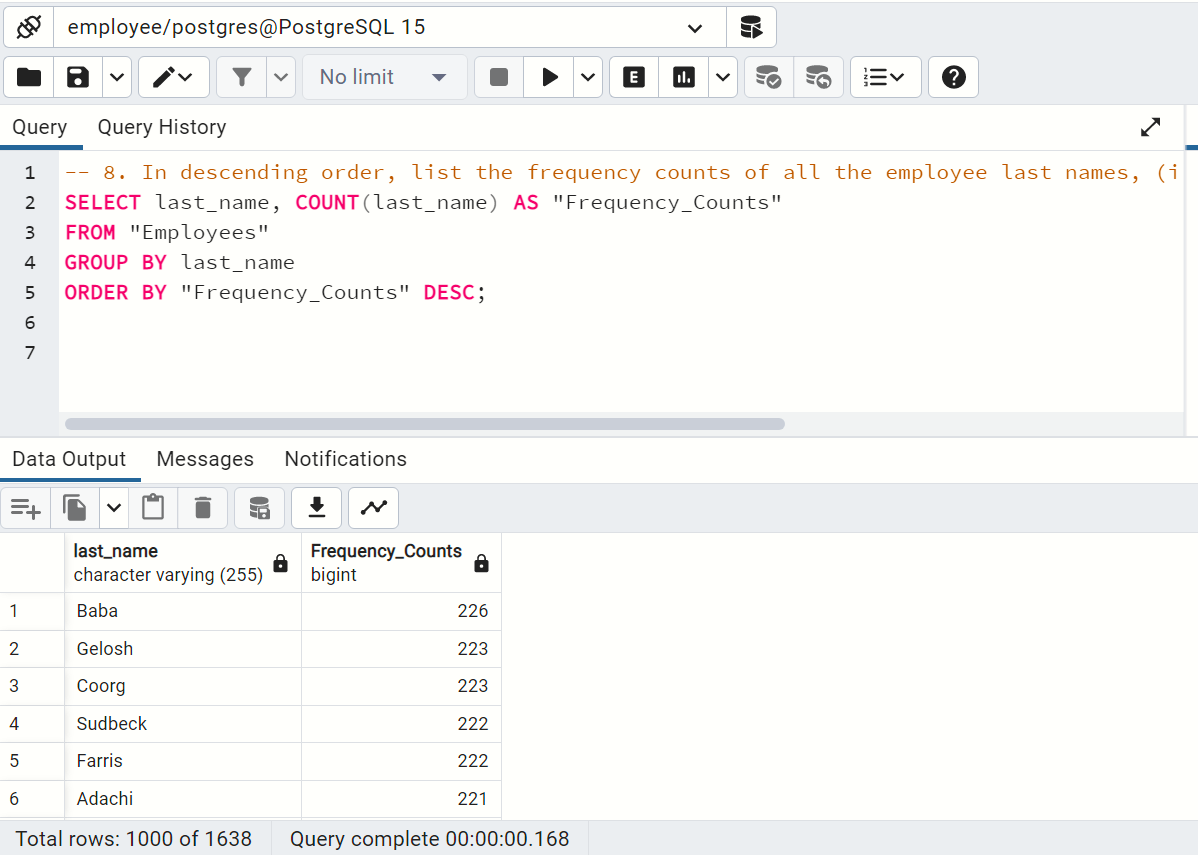 employee/postgres@PostgreSQL 15
No limit
E
Query Query History
1 -- 8. In descending order, list the frequency counts of all the employee last names, (i
2 SELECT last_name, COUNT(last_name) AS "Frequency_Counts"
3 FROM "Employees"
4 GROUP BY last_name
5 ORDER BY "Frequency_Counts" DESC;
6
7
Data Output Messages Notifications
last_name Frequency_Counts
character varying (255) bigint
1 Baba 226
2 Gelosh 223
3 Coorg 223
4 Sudbeck 222
5 Farris 222
6 Adachi 221
Total rows: 1000 of 1638 Query complete 00:00:00.168